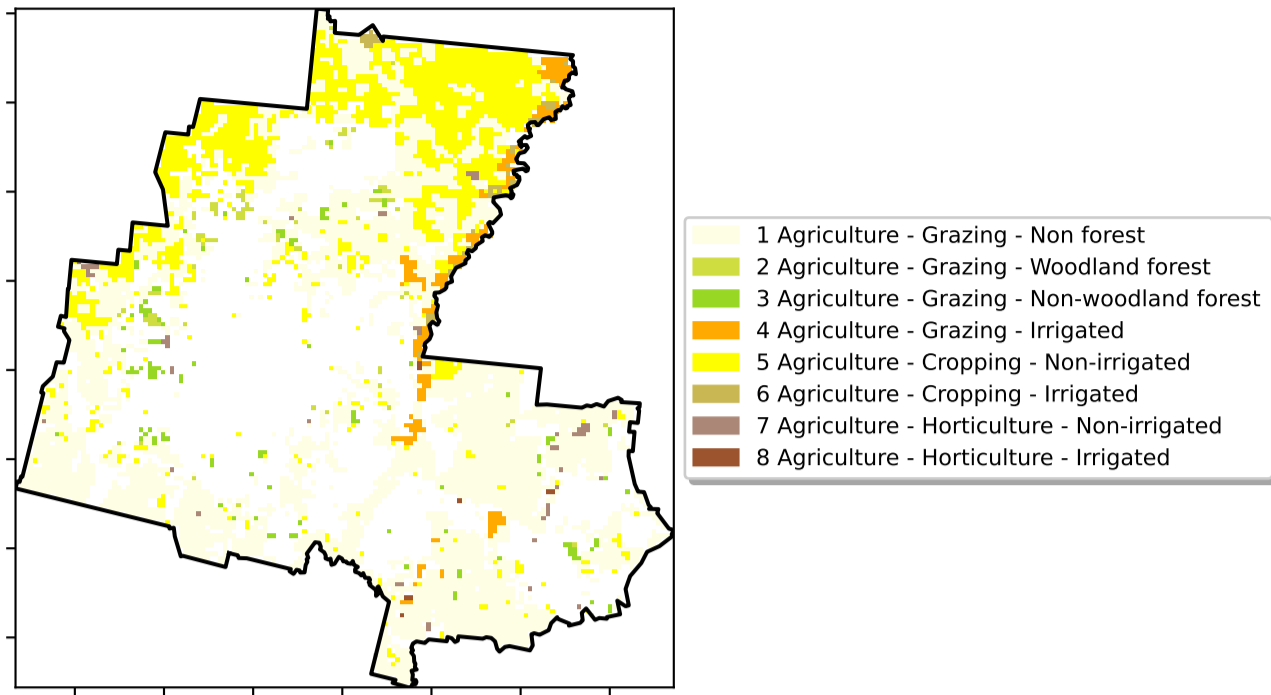 1 Agriculture - Grazing - Non forest
2 Agriculture - Grazing - Woodland forest
3 Agriculture - Grazing - Non-woodland forest
4 Agriculture - Grazing - Irrigated
5 Agriculture - Cropping - Non-irrigated
6 Agriculture - Cropping - Irrigated
7 Agriculture - Horticulture - Non-irrigated
8 Agriculture - Horticulture - Irrigated